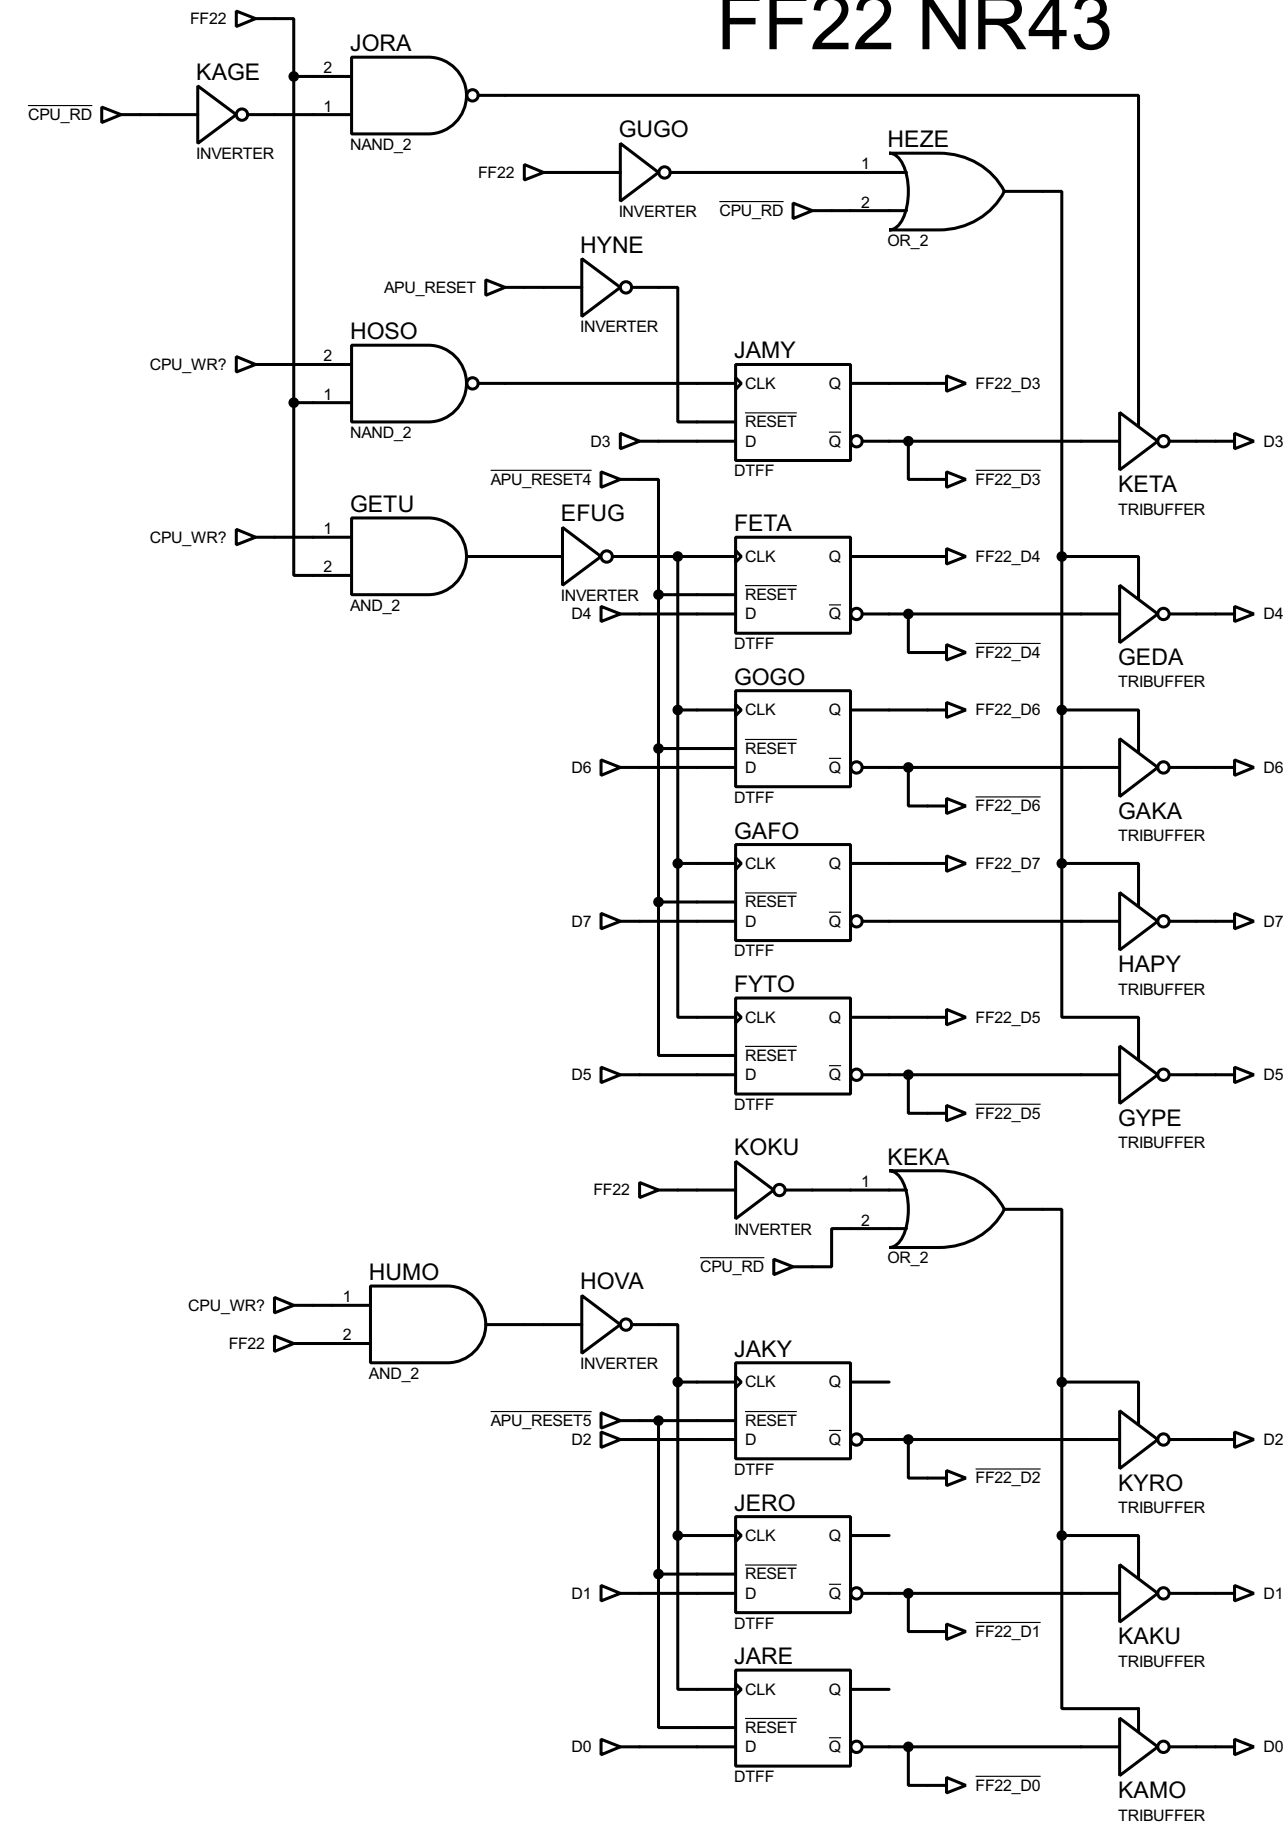 FF22 NR43
FF22
JORA
2
KAGE
CPU_RD
1
INVERTER
NAND_2
GUGO
HEZE
FF22
1
INVERTER
CPU_RD
2
OR_2
HYNE
APU_RESET
INVERTER
HOSO
CPU_WR?
2
1
NAND_2
JAMY
CLK
Q
FF22_D3
RESET
D3
D
Q
D3
DTFF
FF22_D3
KETA
TRIBUFFER
APU_RESET4
GETU
EFUG
FETA
CPU_WR?
1
2
AND_2
INVERTER
CLK
Q
FF22_D4
RESET
D4
D
Q
D4
DTFF
FF22_D4
GEDA
TRIBUFFER
GOGO
CLK
Q
FF22_D6
RESET
D6
D
Q
D6
DTFF
FF22_D6
GAKA
TRIBUFFER
GAFO
CLK
Q
FF22_D7
RESET
D7
D
Q
D7
DTFF
HAPY
TRIBUFFER
FYTO
CLK
Q
FF22_D5
RESET
D5
D
Q
D5
DTFF
FF22_D5
GYPE
TRIBUFFER
KOKU
KEKA
FF22
1
INVERTER
2
CPU_RD
OR_2
HUMO
HOVA
CPU_WR?
1
FF22
2
AND_2
INVERTER
JAKY
CLK
Q
APU_RESET5
RESET
D2
D
Q
D2
DTFF
FF22_D2
KYRO
TRIBUFFER
JERO
CLK
Q
RESET
D1
D
Q
D1
DTFF
FF22_D1
KAKU
TRIBUFFER
JARE
CLK
Q
RESET
D0
D
Q
D0
DTFF
FF22_D0
KAMO
TRIBUFFER